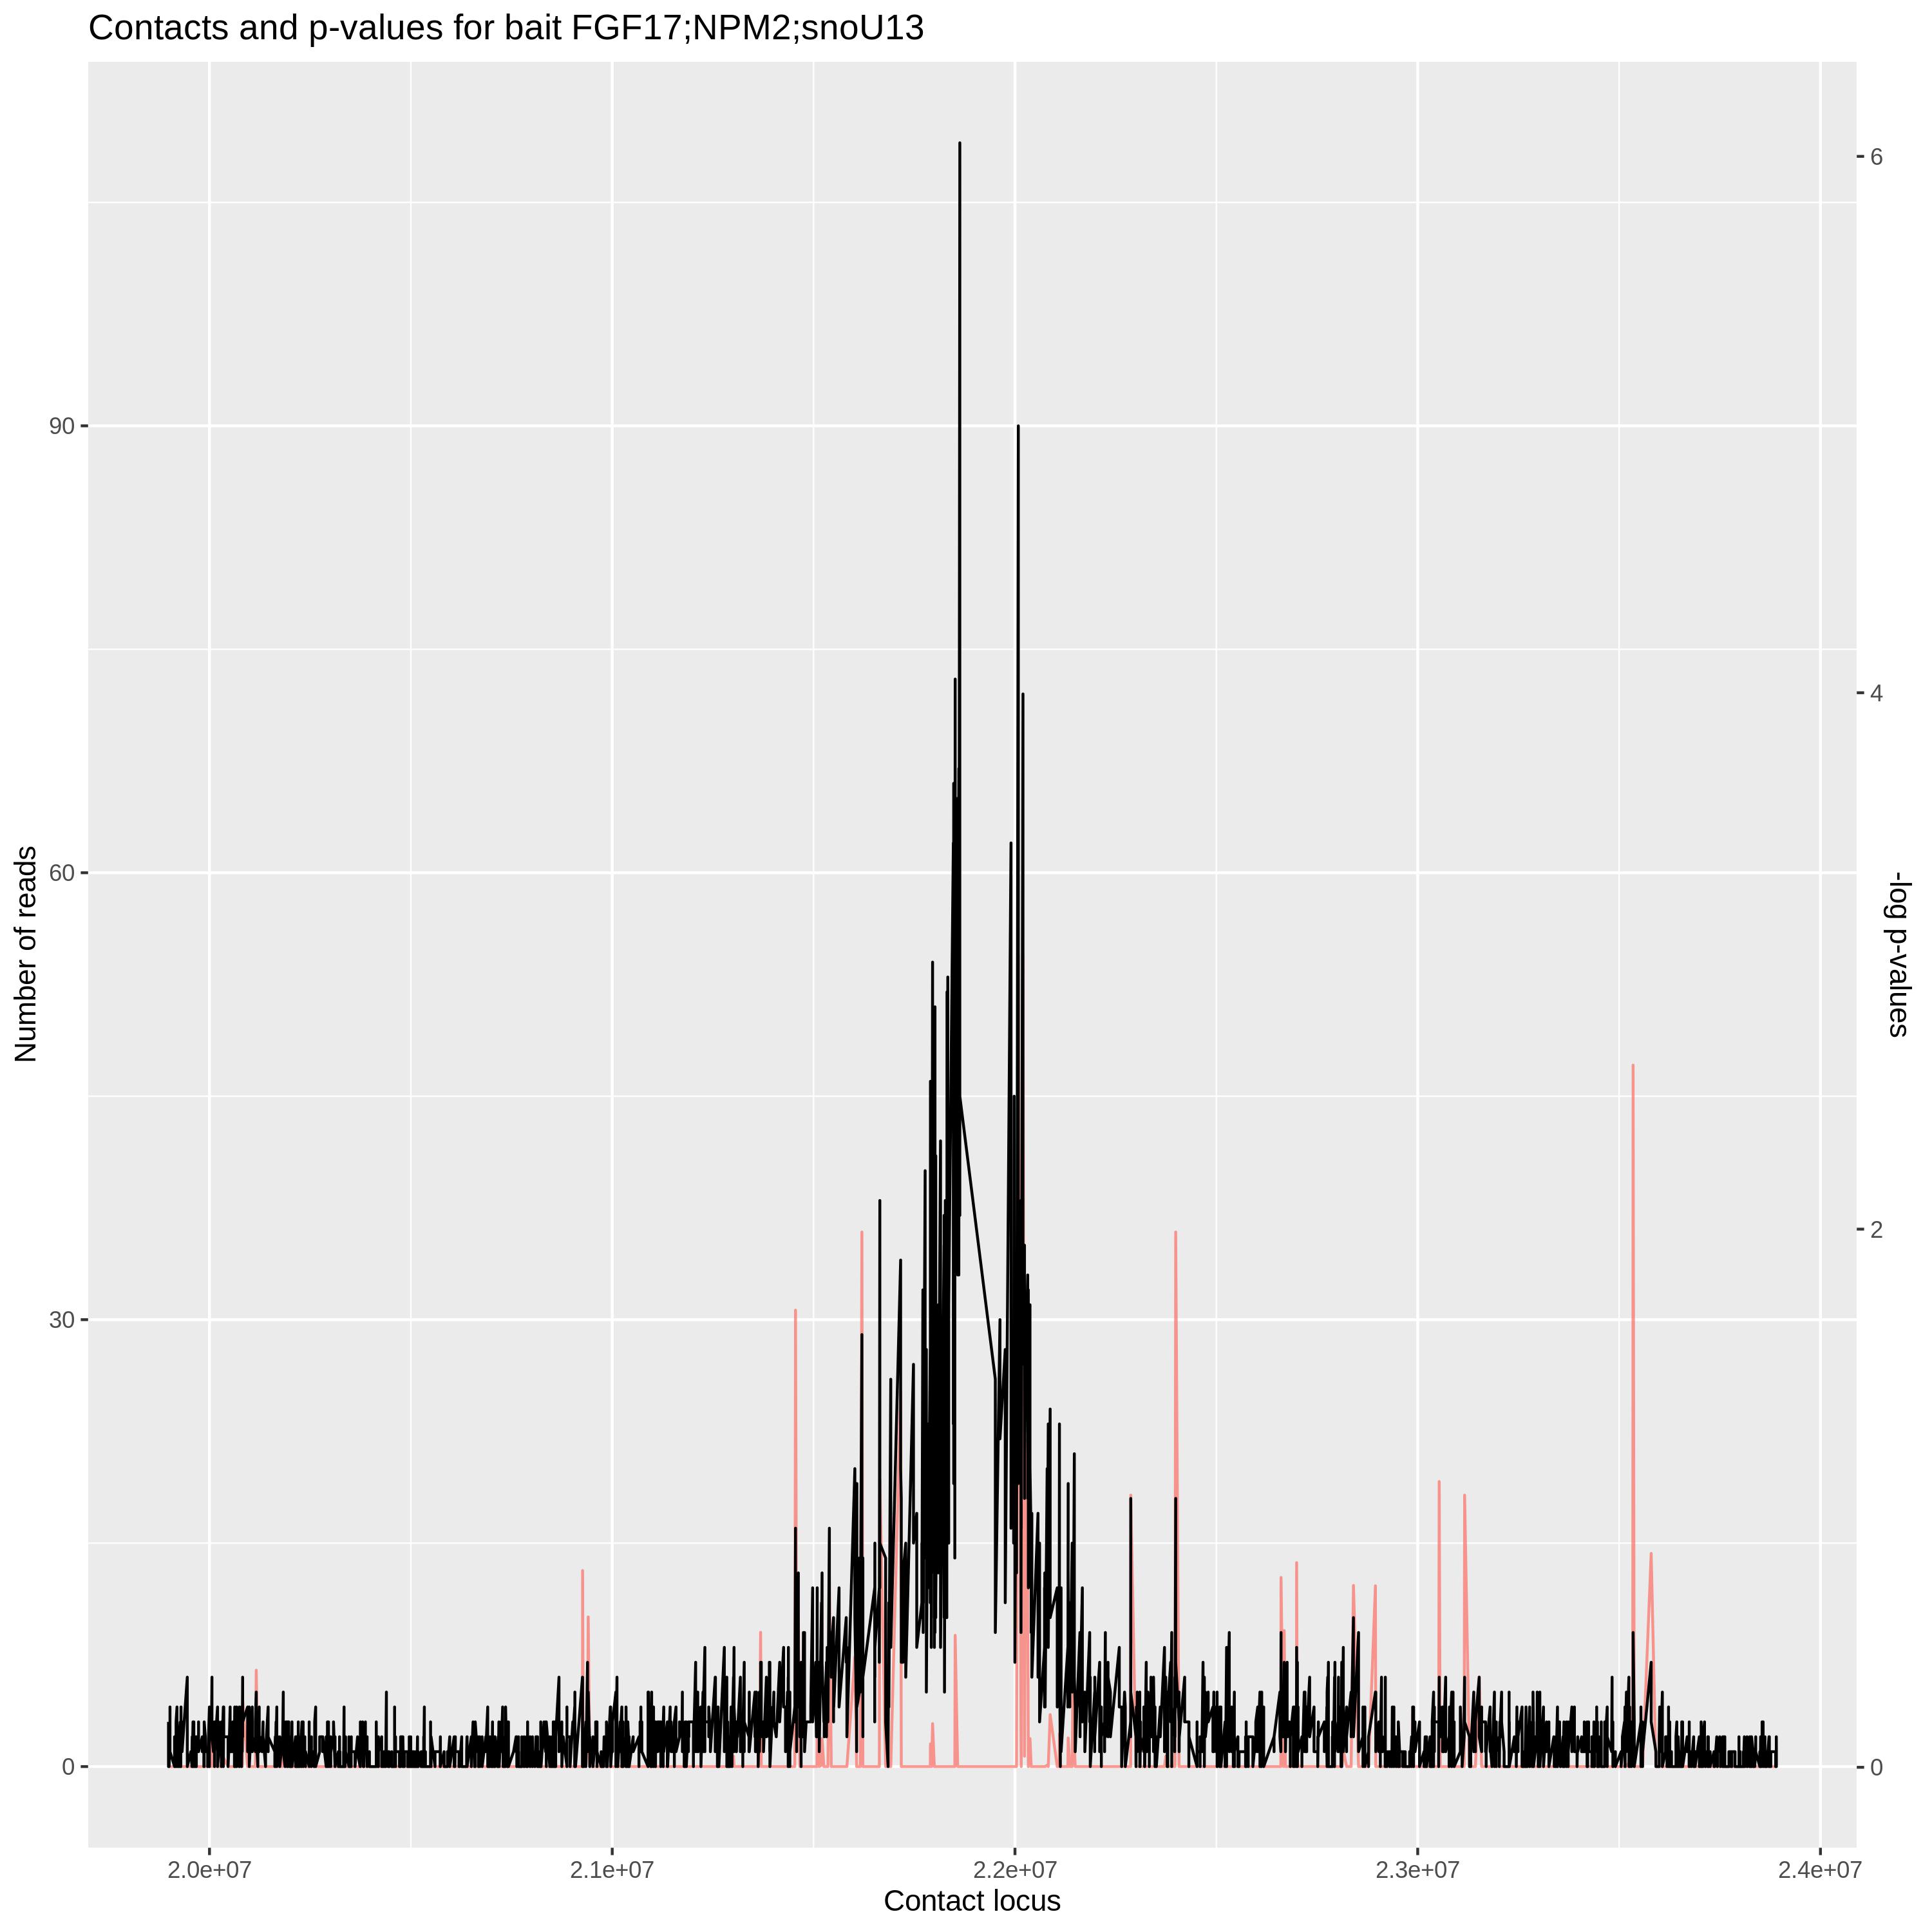 Contacts and p-values for bait FGF17;NPM2;snoU13
Number of reads
90
60
30
0
6
4
2
0
-log p-values
2.0e+07
2.1e+07
2.2e+07
2.3e+07
2.4e+07
Contact locus